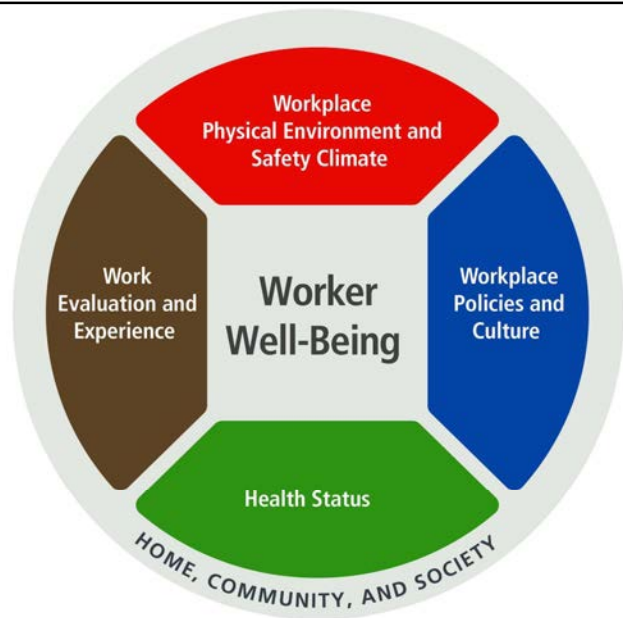 Workplace
Physical Environment and
Safety Climate
Work
Evaluation and
Experience
Worker
Well-Being
Workplace
Policies and
Culture
Health Status
HOME, COMMUNITY, AND SOCIETY